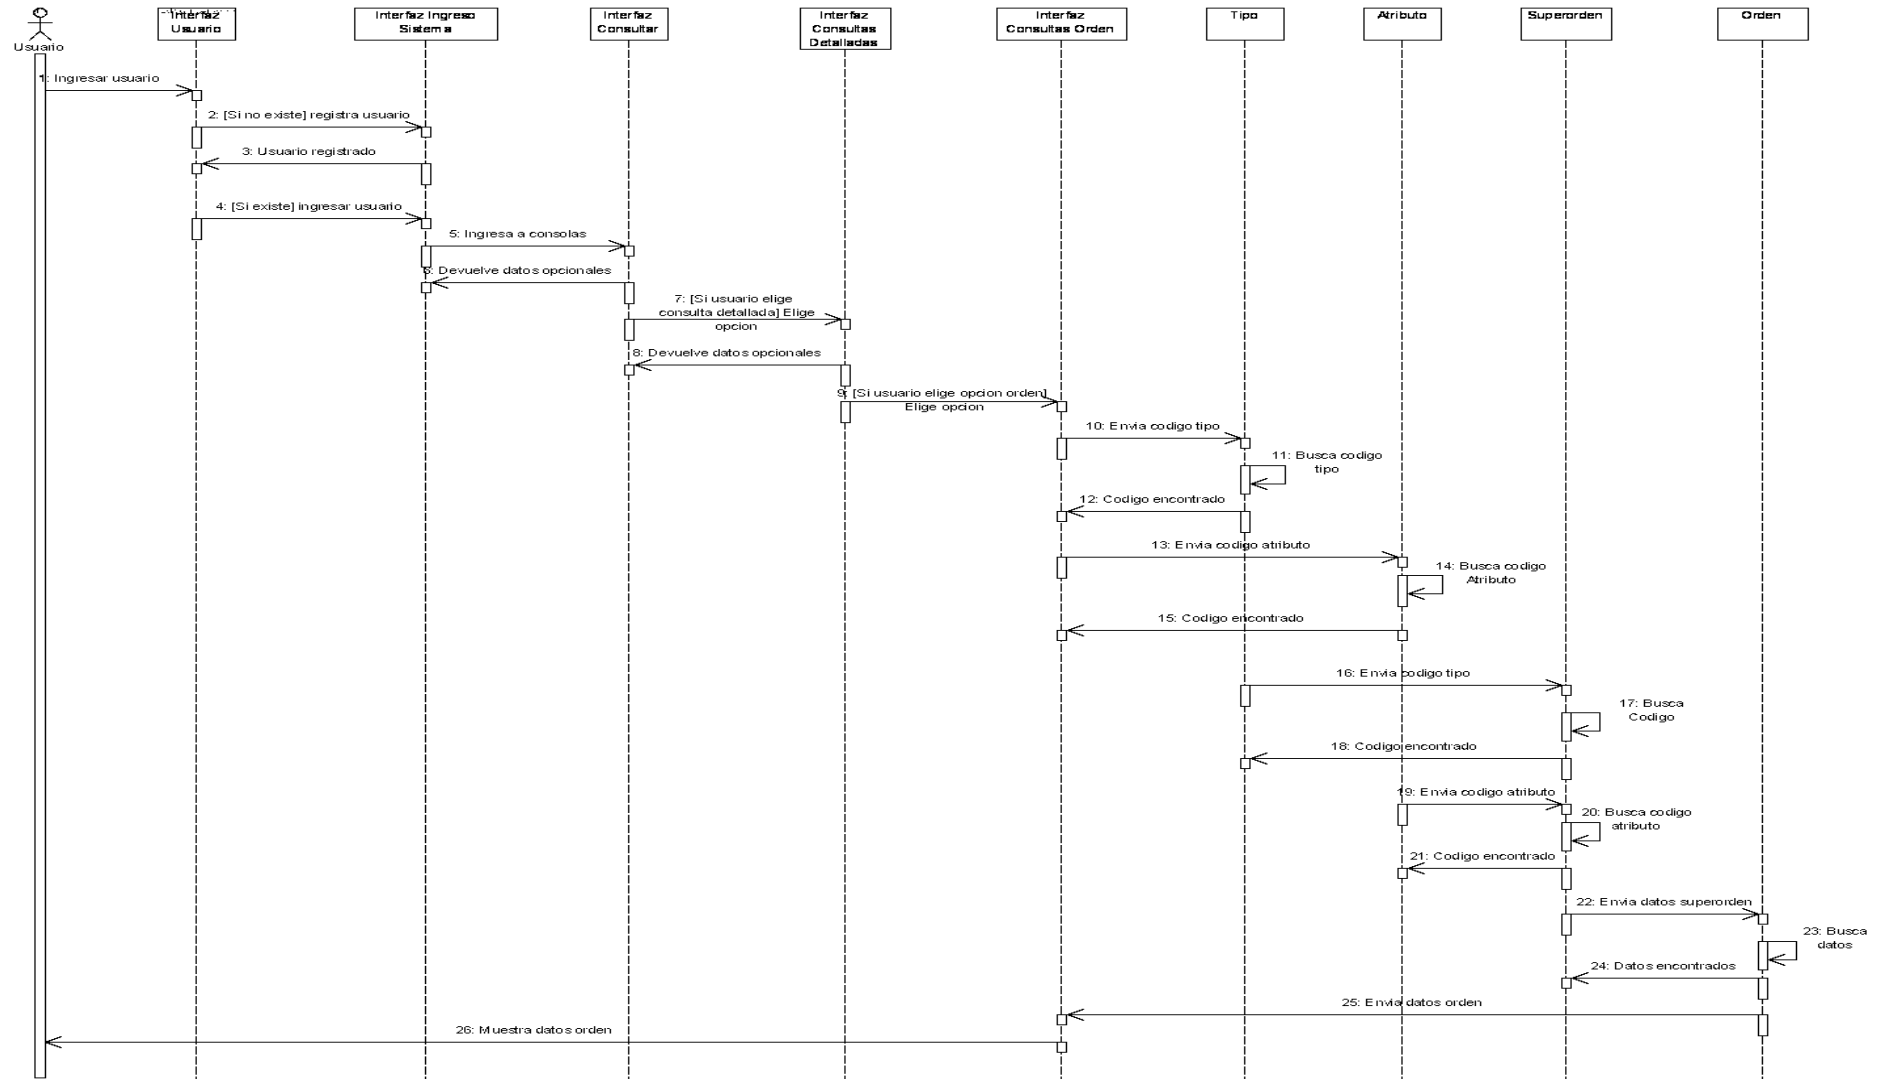 Interfaz
Usuario
Interfaz Ingreso
Sistema
Interfaz
Consultar
Interfaz
Consultas
Detalladas
Interfaz
Consultas Orden
Tipo
Atributo
Superorden
Orden
Usuario
1: Ingresar usuario
2: [Si no existe] registra usuario
3: Usuario registrado
4: [Si existe] ingresar usuario
5: Ingresa a consolas
6: Devuelve datos opcionales
7: [Si usuario elige
consulta detallada] Elige
opcion
8: Devuelve datos opcionales
9: [Si usuario elige opcion orden]
Elige opcion
10: Envia codigo tipo
11: Busca codigo
tipo
12: Codigo encontrado
13: Envia codigo atributo
14: Busca codigo
Atributo
15: Codigo encontrado
16: Envia codigo tipo
17: Busca
Codigo
18: Codigo encontrado
19: Envia codigo atributo
20: Busca codigo
atributo
21: Codigo encontrado
22: Envia datos superorden
23: Busca
datos
24: Datos encontrados
25: Envia datos orden
26: Muestra datos orden